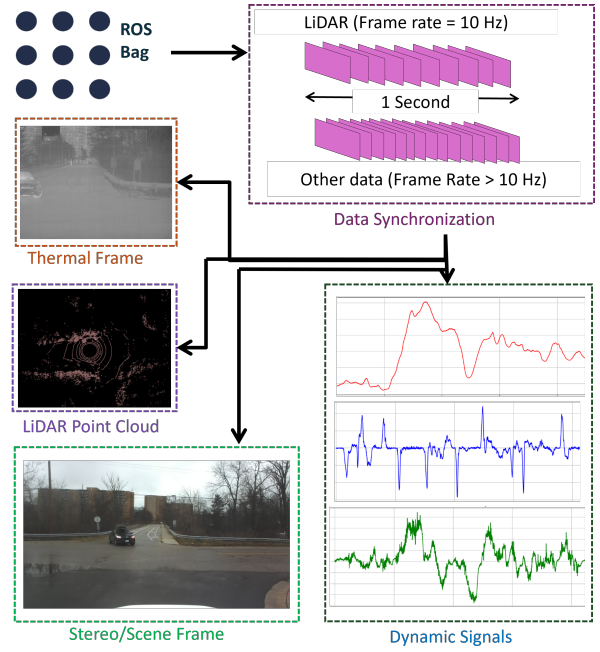 ROS
Bag
LiDAR (Frame rate = 10 Hz)
1 Second
Other data (Frame Rate > 10 Hz)
Data Synchronization
Thermal Frame
LiDAR Point Cloud
Stereo/Scene Frame
Dynamic Signals